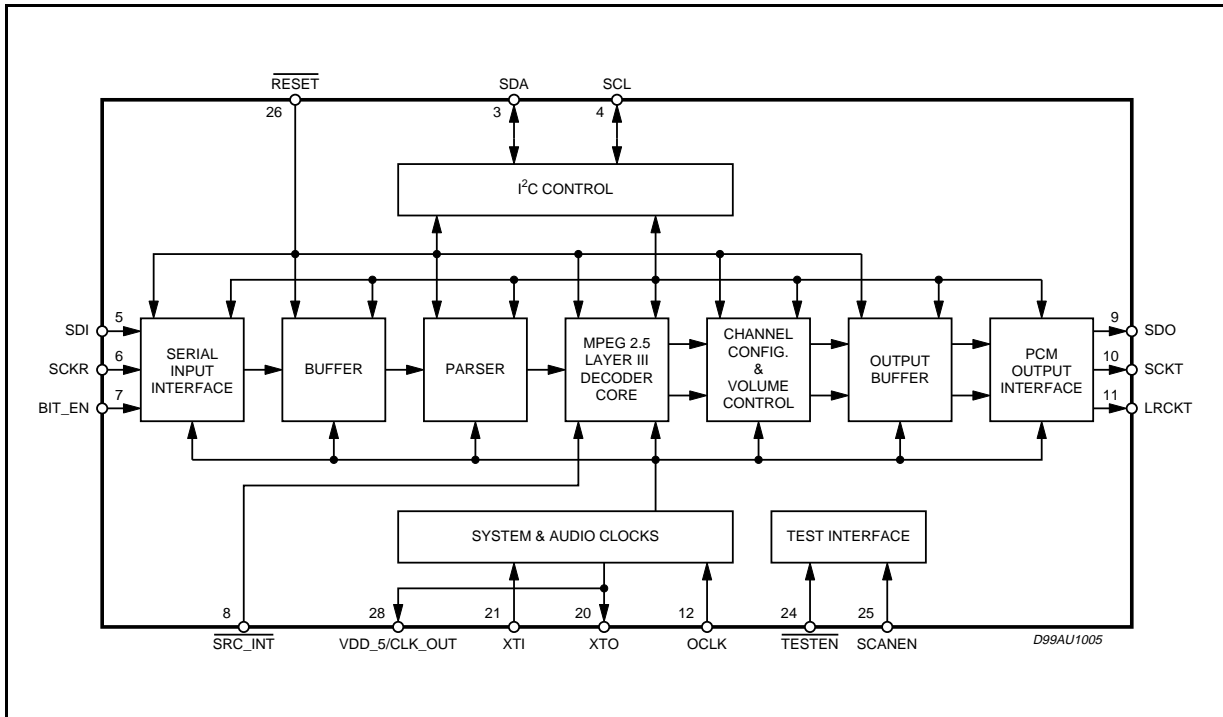 RESET
SDA
SCL
26
3
4
I²C CONTROL
SDI
5
SCKR
6
BIT_EN
7
SERIAL
INPUT
INTERFACE
BUFFER
PARSER
MPEG 2.5
LAYER III
DECODER
CORE
CHANNEL
CONFIG.
&
VOLUME
CONTROL
OUTPUT
BUFFER
PCM
OUTPUT
INTERFACE
9
SDO
10
SCKT
11
LRCKT
SYSTEM & AUDIO CLOCKS
TEST INTERFACE
8
28
21
20
12
24
25
SRC_INT
VDD_5/CLK_OUT
XTI
XTO
OCLK
TESTEN
SCANEN
D99AU1005